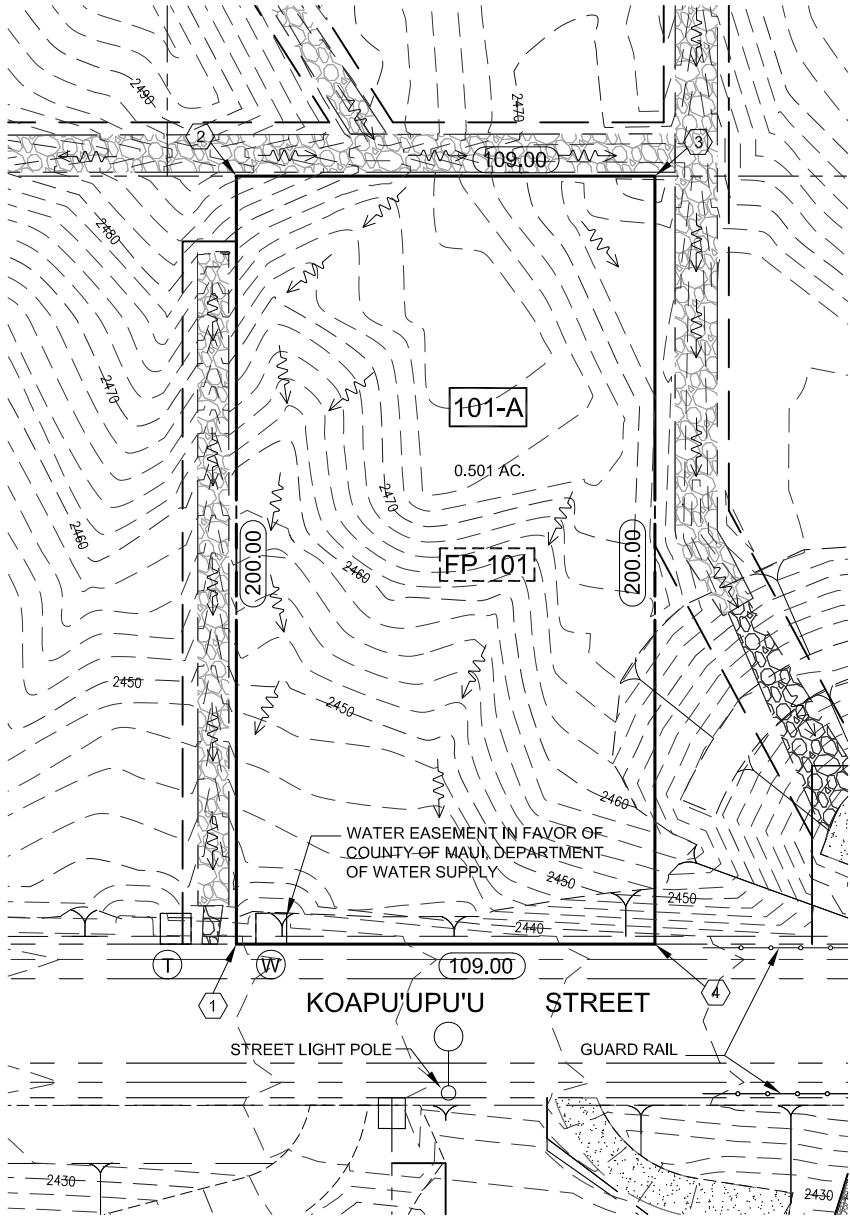 2490
2470
2
3
109.00
2480
2470
101-A
0.501 AC.
2470
2460
200.00
200.00
FP 101
2460
2450
2450
2460
WATER EASEMENT IN FAVOR OF
COUNTY OF MAUI, DEPARTMENT
OF WATER SUPPLY
2450
2450
2440
T
W
109.00
1
4
KOAPU'UPU'U STREET
STREET LIGHT POLE
GUARD RAIL
2430
2430